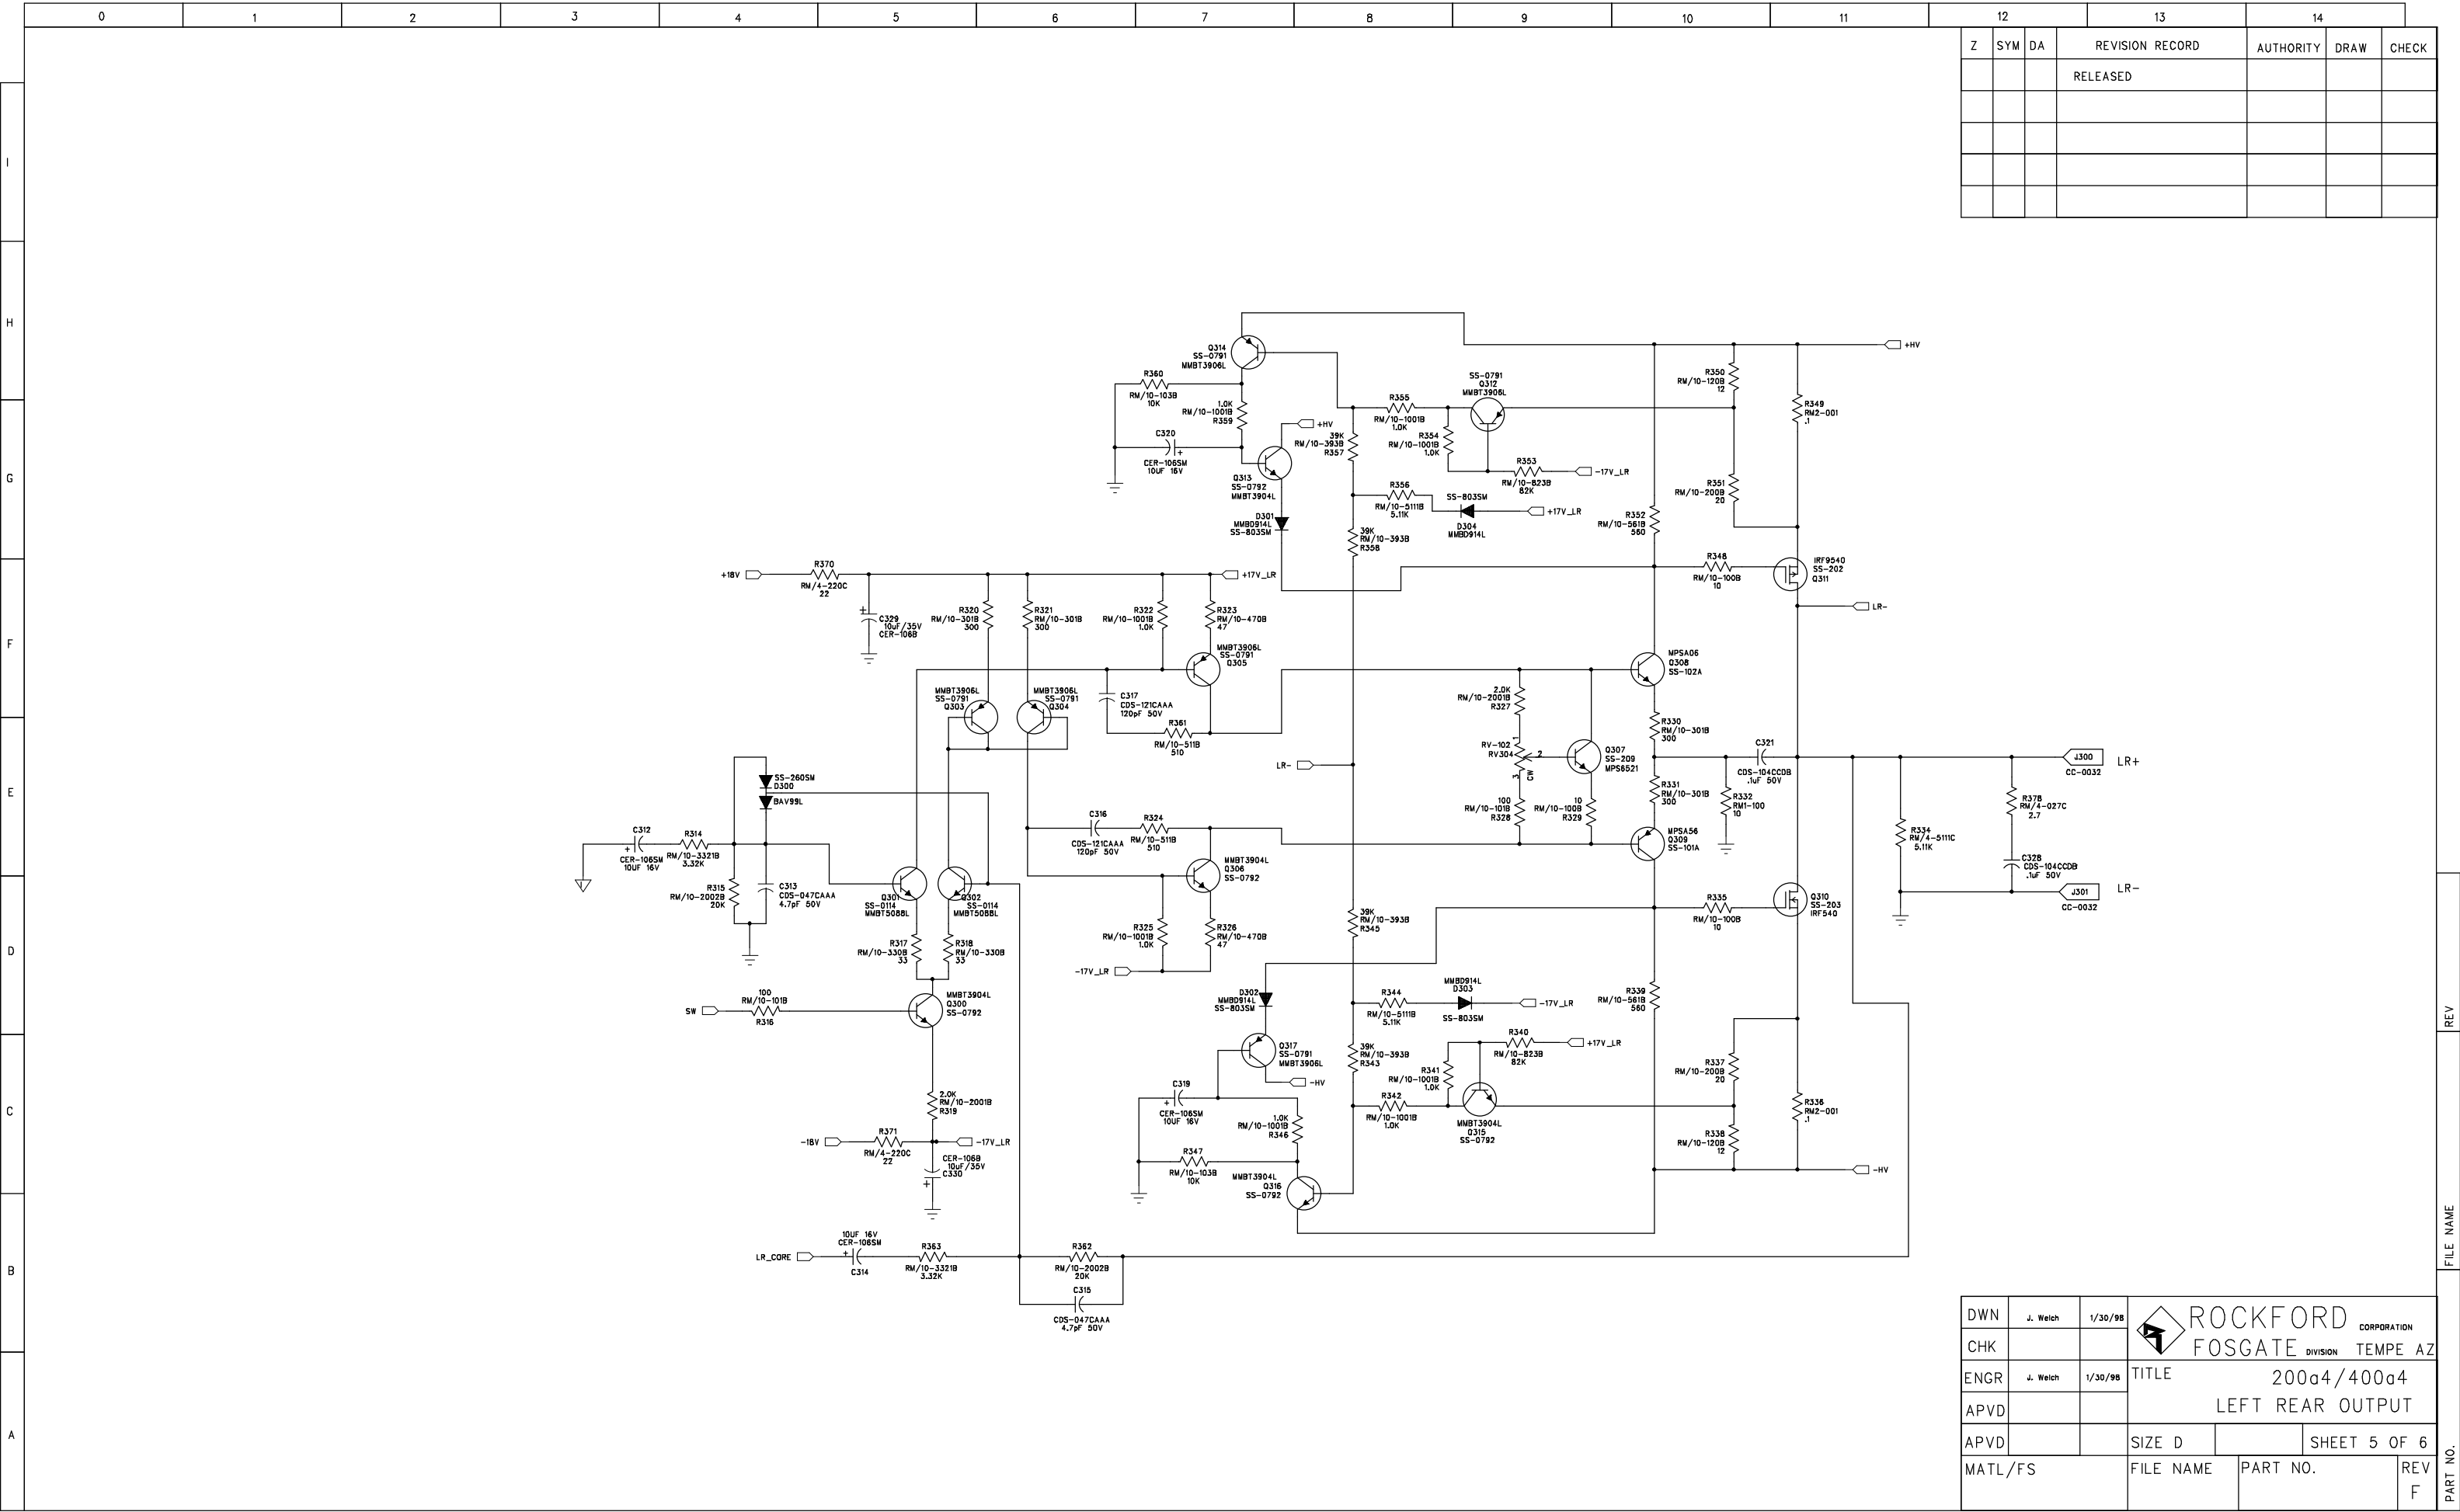 0 1 2 3 4 5 6 7 8 9 10 11 12 13 14
Z SYM DA REVISION RECORD AUTHORITY DRAW CHECK
RELEASED
I
H
G
F
E
D
C
B
A
Q314
SS-0791
MMBT3906L
+HV
R360
RM/10-103B
10K
1.0K
RM/10-1001B
R359
C320
+
CER-106SM
10UF 16V
+HV
Q313
SS-0792
MMBT3904L
D301
MMBD914L
SS-803SM
39K
RM/10-393B
R357
R355
RM/10-1001B
1.0K
R354
RM/10-1001B
1.0K
SS-0791
Q312
MMBT3906L
R353
RM/10-823B
82K
-17V_LR
R356
RM/10-5111B
5.11K
SS-803SM
D304
MMBD914L
+17V_LR
39K
RM/10-393B
R358
R350
RM/10-120B
12
R349
RM2-001
.1
R351
RM/10-200B
20
R352
RM/10-561B
560
R348
RM/10-100B
10
IRF9540
SS-202
Q311
LR-
+18V
R370
RM/4-220C
22
+
C329
10uF/35V
CER-106B
R320
RM/10-301B
300
R321
RM/10-301B
300
R322
RM/10-1001B
1.0K
R323
RM/10-470B
47
+17V_LR
MMBT3906L
SS-0791
Q305
MMBT3906L
SS-0791
Q303
MMBT3906L
SS-0791
Q304
C317
CDS-121CAAA
120pF 50V
R361
RM/10-511B
510
LR-
2.0K
RM/10-2001B
R327
RV-102
RV304
1
2
3
CW
Q307
SS-209
MPS6521
100
RM/10-101B
R328
10
RM/10-100B
R329
MPSA06
Q308
SS-102A
R330
RM/10-301B
300
C321
CDS-104CCDB
.1uF 50V
R331
RM/10-301B
300
R332
RM1-100
10
MPSA56
Q309
SS-101A
J300
CC-0032
LR+
R378
RM/4-027C
2.7
R334
RM/4-5111C
5.11K
C328
CDS-104CCDB
.1uF 50V
J301
CC-0032
LR-
SS-260SM
D300
BAV99L
C312
+
CER-106SM
10UF 16V
R314
RM/10-3321B
3.32K
R315
RM/10-2002B
20K
C313
CDS-047CAAA
4.7pF 50V
Q301
SS-0114
MMBT5088L
Q302
SS-0114
MMBT5088L
R317
RM/10-330B
33
R318
RM/10-330B
33
C316
CDS-121CAAA
120pF 50V
R324
RM/10-511B
510
MMBT3904L
Q306
SS-0792
R325
RM/10-1001B
1.0K
R326
RM/10-470B
47
-17V_LR
39K
RM/10-393B
R345
R335
RM/10-100B
10
Q310
SS-203
IRF540
SW
100
RM/10-101B
R316
MMBT3904L
Q300
SS-0792
D302
MMBD914L
SS-803SM
R344
RM/10-5111B
5.11K
MMBD914L
D303
SS-803SM
-17V_LR
R339
RM/10-561B
560
Q317
SS-0791
MMBT3906L
-HV
39K
RM/10-393B
R343
R341
RM/10-1001B
1.0K
R340
RM/10-823B
82K
+17V_LR
R342
RM/10-1001B
1.0K
MMBT3904L
Q315
SS-0792
R337
RM/10-200B
20
R336
RM2-001
.1
R338
RM/10-120B
12
-HV
2.0K
RM/10-2001B
R319
-18V
R371
RM/4-220C
22
-17V_LR
CER-106B
10uF/35V
C330
+
C319
+
CER-106SM
10UF 16V
1.0K
RM/10-1001B
R346
R347
RM/10-103B
10K
MMBT3904L
Q316
SS-0792
LR_CORE
10UF 16V
CER-106SM
+
C314
R363
RM/10-3321B
3.32K
R362
RM/10-2002B
20K
C315
CDS-047CAAA
4.7pF 50V
REV
FILE NAME
PART NO.
DWN J. Welch 1/30/98
CHK
ENGR J. Welch 1/30/98
APVD
APVD
MATL/FS
ROCKFORD CORPORATION
FOSGATE DIVISION TEMPE AZ
TITLE 200a4/400a4
LEFT REAR OUTPUT
SIZE D SHEET 5 OF 6
FILE NAME PART NO. REV
F